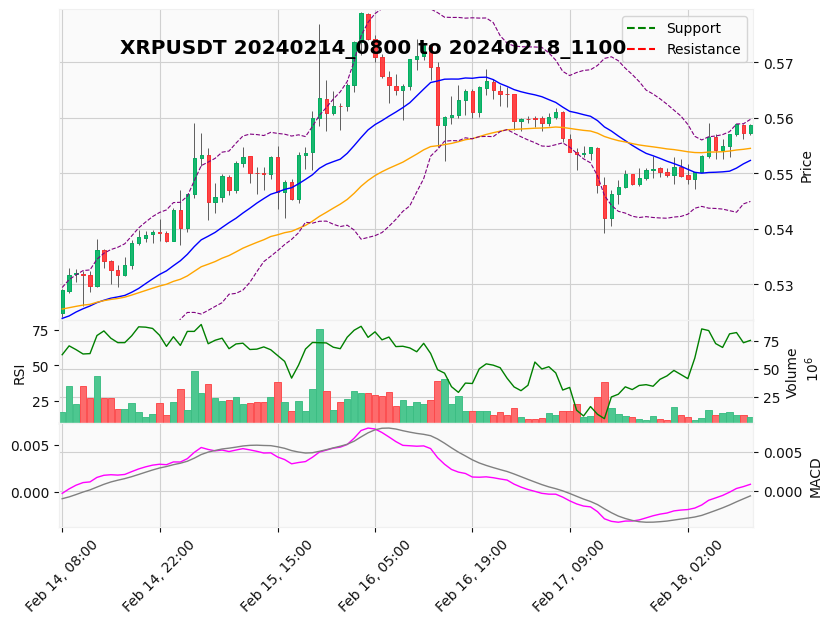 XRPUSDT 20240214_0800 to 20240218_1100
Support
Resistance
0.57
0.56
0.55
0.54
0.53
Price
75
50
25
RSI
75
50
25
Volume
10^6
0.005
0.000
0.005
0.000
MACD
Feb 14, 08:00
Feb 14, 22:00
Feb 15, 15:00
Feb 16, 05:00
Feb 16, 19:00
Feb 17, 09:00
Feb 18, 02:00